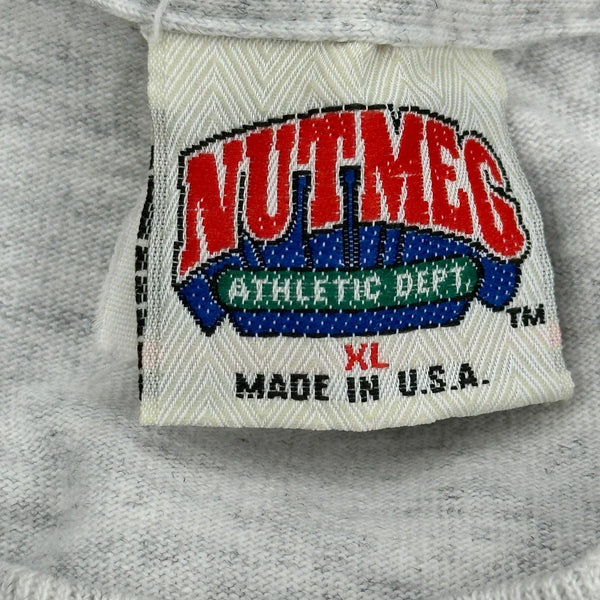 NUTMEG
ATHLETIC DEPT.
TM
XL
MADE IN U.S.A.